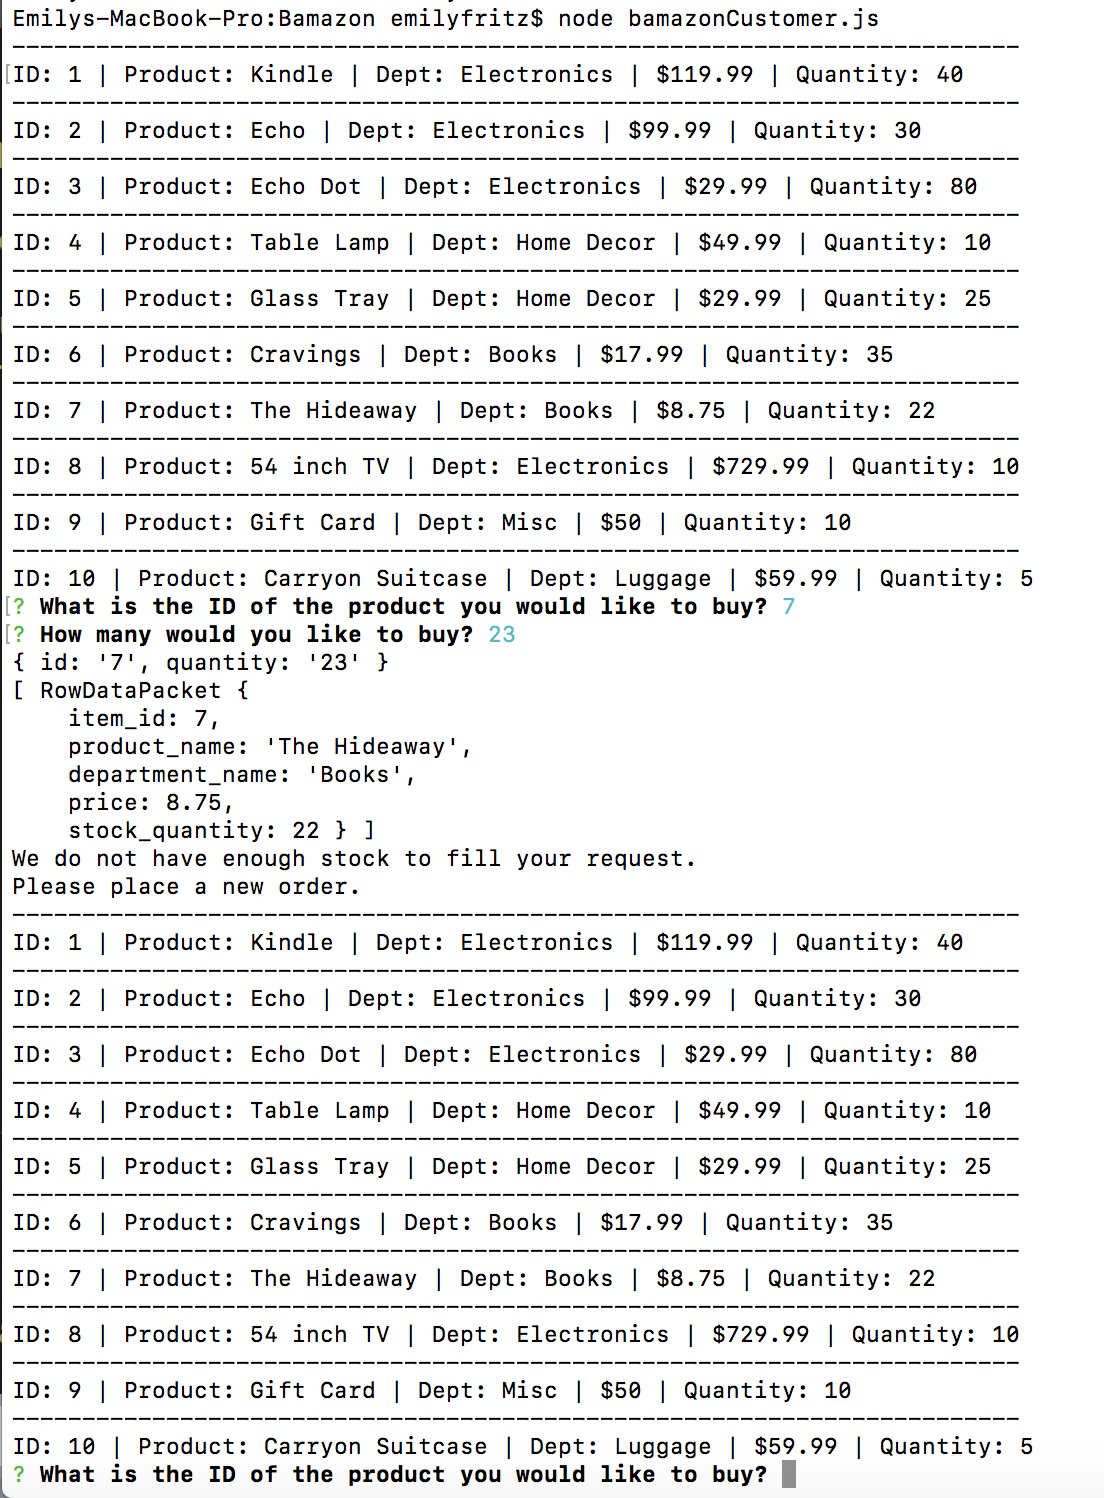 Emilys-MacBook-Pro:Bamazon emilyfritz$ node bamazonCustomer.js
------------------------------------------------------------------------
ID: 1 | Product: Kindle | Dept: Electronics | $119.99 | Quantity: 40
------------------------------------------------------------------------
ID: 2 | Product: Echo | Dept: Electronics | $99.99 | Quantity: 30
------------------------------------------------------------------------
ID: 3 | Product: Echo Dot | Dept: Electronics | $29.99 | Quantity: 80
------------------------------------------------------------------------
ID: 4 | Product: Table Lamp | Dept: Home Decor | $49.99 | Quantity: 10
------------------------------------------------------------------------
ID: 5 | Product: Glass Tray | Dept: Home Decor | $29.99 | Quantity: 25
------------------------------------------------------------------------
ID: 6 | Product: Cravings | Dept: Books | $17.99 | Quantity: 35
------------------------------------------------------------------------
ID: 7 | Product: The Hideaway | Dept: Books | $8.75 | Quantity: 22
------------------------------------------------------------------------
ID: 8 | Product: 54 inch TV | Dept: Electronics | $729.99 | Quantity: 10
------------------------------------------------------------------------
ID: 9 | Product: Gift Card | Dept: Misc | $50 | Quantity: 10
------------------------------------------------------------------------
ID: 10 | Product: Carryon Suitcase | Dept: Luggage | $59.99 | Quantity: 5
? What is the ID of the product you would like to buy? 7
? How many would you like to buy? 23
{ id: '7', quantity: '23' }
[ RowDataPacket {
    item_id: 7,
    product_name: 'The Hideaway',
    department_name: 'Books',
    price: 8.75,
    stock_quantity: 22 } ]
We do not have enough stock to fill your request.
Please place a new order.
------------------------------------------------------------------------
ID: 1 | Product: Kindle | Dept: Electronics | $119.99 | Quantity: 40
------------------------------------------------------------------------
ID: 2 | Product: Echo | Dept: Electronics | $99.99 | Quantity: 30
------------------------------------------------------------------------
ID: 3 | Product: Echo Dot | Dept: Electronics | $29.99 | Quantity: 80
------------------------------------------------------------------------
ID: 4 | Product: Table Lamp | Dept: Home Decor | $49.99 | Quantity: 10
------------------------------------------------------------------------
ID: 5 | Product: Glass Tray | Dept: Home Decor | $29.99 | Quantity: 25
------------------------------------------------------------------------
ID: 6 | Product: Cravings | Dept: Books | $17.99 | Quantity: 35
------------------------------------------------------------------------
ID: 7 | Product: The Hideaway | Dept: Books | $8.75 | Quantity: 22
------------------------------------------------------------------------
ID: 8 | Product: 54 inch TV | Dept: Electronics | $729.99 | Quantity: 10
------------------------------------------------------------------------
ID: 9 | Product: Gift Card | Dept: Misc | $50 | Quantity: 10
------------------------------------------------------------------------
ID: 10 | Product: Carryon Suitcase | Dept: Luggage | $59.99 | Quantity: 5
? What is the ID of the product you would like to buy?